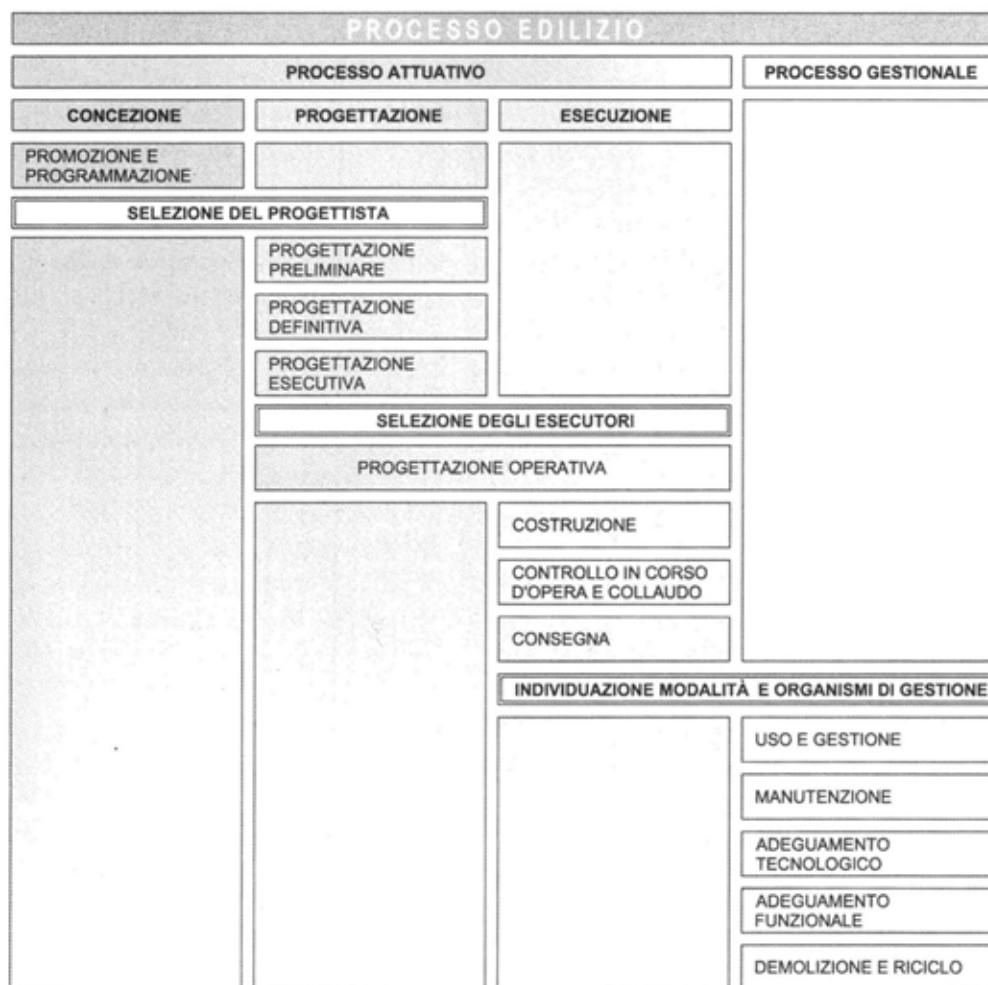 PROCESSO EDILIZIO
PROCESSO ATTUATIVO
PROCESSO GESTIONALE
CONCEZIONE
PROGETTAZIONE
ESECUZIONE
PROMOZIONE E
PROGRAMMAZIONE
SELEZIONE DEL PROGETTISTA
PROGETTAZIONE
PRELIMINARE
PROGETTAZIONE
DEFINITIVA
PROGETTAZIONE
ESECUTIVA
SELEZIONE DEGLI ESECUTORI
PROGETTAZIONE OPERATIVA
COSTRUZIONE
CONTROLLO IN CORSO
D'OPERA E COLLAUDO
CONSEGNA
INDIVIDUAZIONE MODALITÀ E ORGANISMI DI GESTIONE
USO E GESTIONE
MANUTENZIONE
ADEGUAMENTO
TECNOLOGICO
ADEGUAMENTO
FUNZIONALE
DEMOLIZIONE E RICICLO